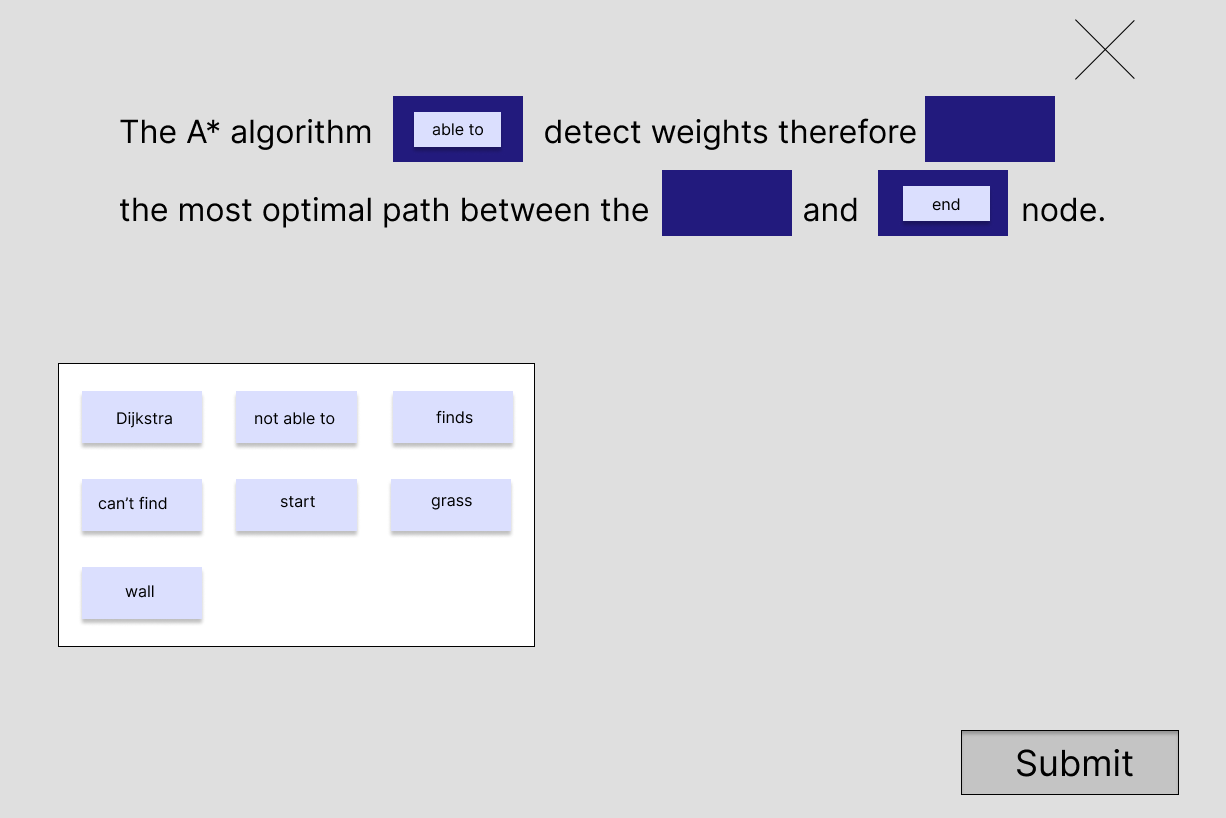 The A* algorithm able to detect weights therefore
the most optimal path between the and end node.
Dijkstra not able to finds
can't find start grass
wall
Submit